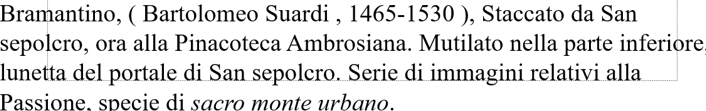 Bramantino, ( Bartolomeo Suardi , 1465-1530 ), Staccato da San
sepolcro, ora alla Pinacoteca Ambrosiana. Mutilato nella parte inferiore,
lunetta del portale di San sepolcro. Serie di immagini relativi alla
Passione, specie di sacro monte urbano.